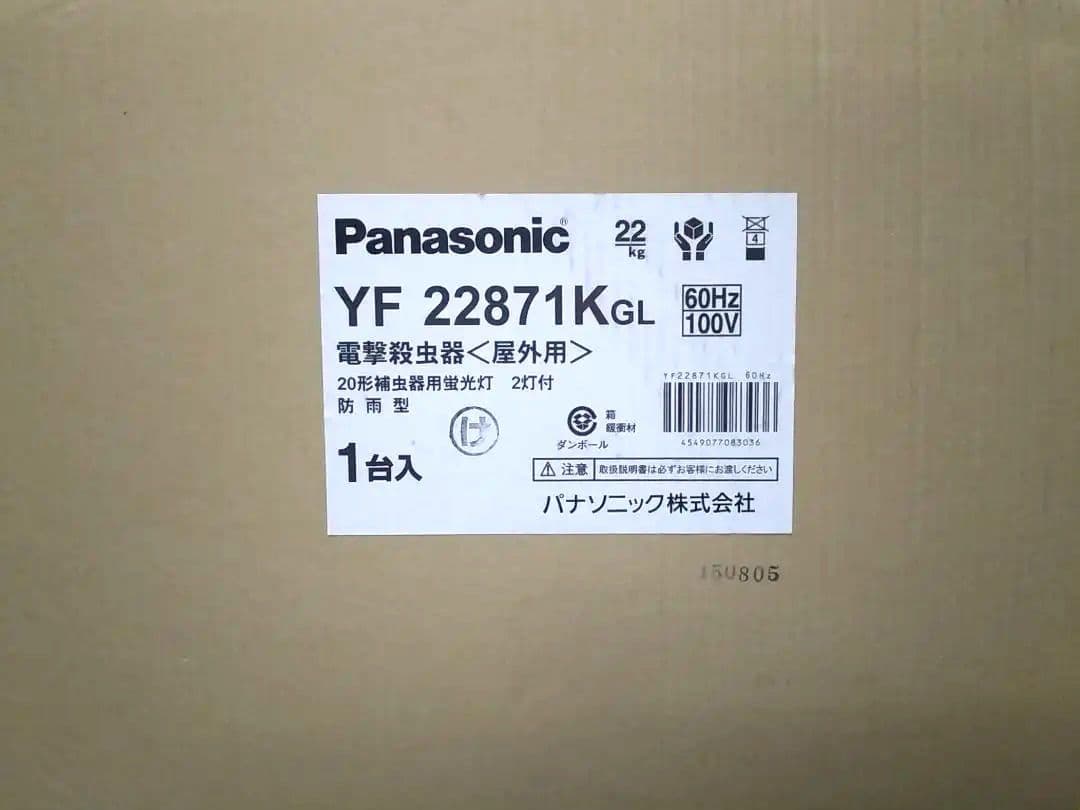 Panasonic®
22
kg
4
YF 22871KGL
60Hz
100V
電撃殺虫器＜屋外用＞
20形補虫器用蛍光灯 2灯付
防雨型
け
YF22871KGL 60Hz
4549077083036
箱
緩衝材
ダンボール
1台入
注意 取扱説明書は必ずお客様にお渡しください
パナソニック株式会社
150805